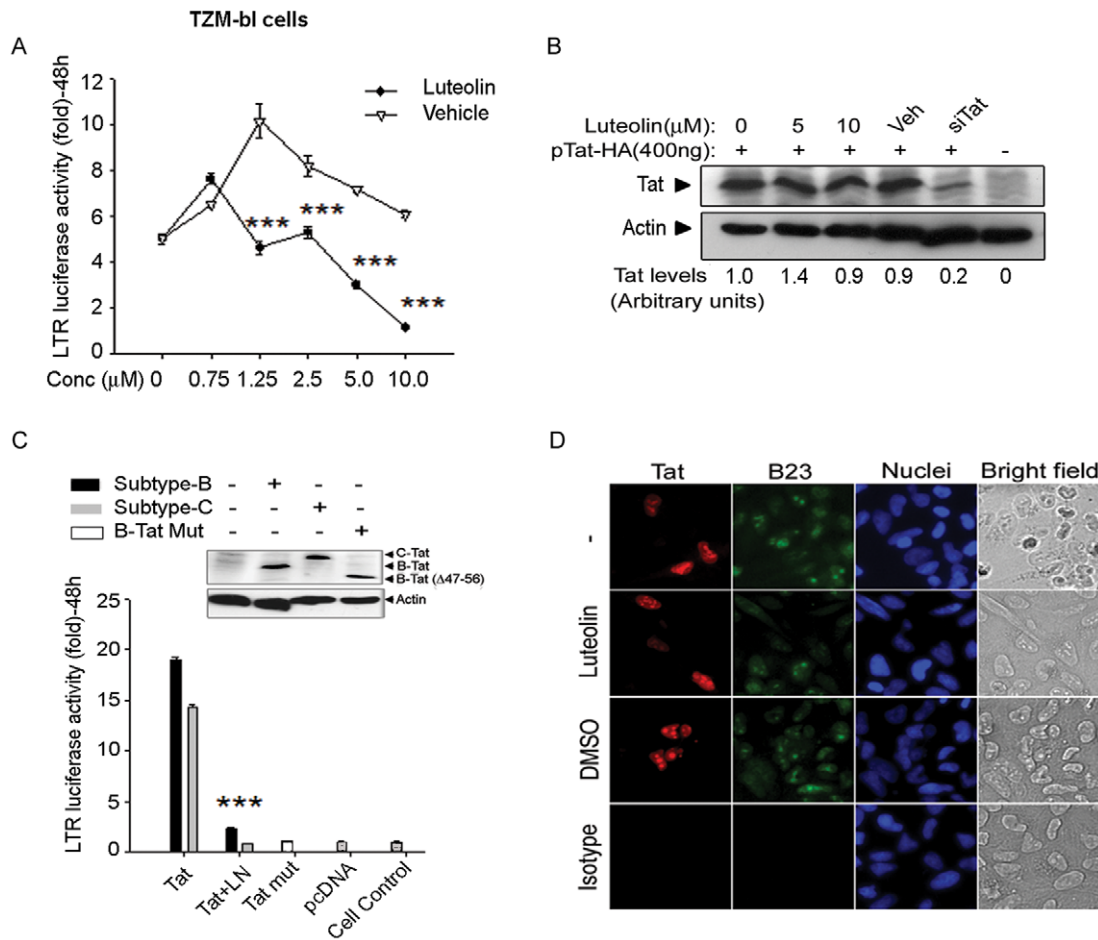 TZM-bl cells
A
LTR luciferase activity (fold)-48h
12
10
8
6
4
2
0
Luteolin
Vehicle
***
***
***
***
Conc (μM) 0 0.75 1.25 2.5 5.0 10.0
B
Luteolin(μM): 0 5 10 Veh siTat
pTat-HA(400ng): + + + + + -
Tat
Actin
Tat levels 1.0 1.4 0.9 0.9 0.2 0
(Arbitrary units)
C
Subtype-B - + - -
Subtype-C - - + -
B-Tat Mut - - - +
C-Tat
B-Tat
B-Tat (Δ47-56)
Actin
LTR luciferase activity (fold)-48h
25
20
15
10
25
0
***
Tat
Tat+LN
Tat mut
pcDNA
Cell Control
D
Tat B23 Nuclei Bright field
-
Luteolin
DMSO
Isotype